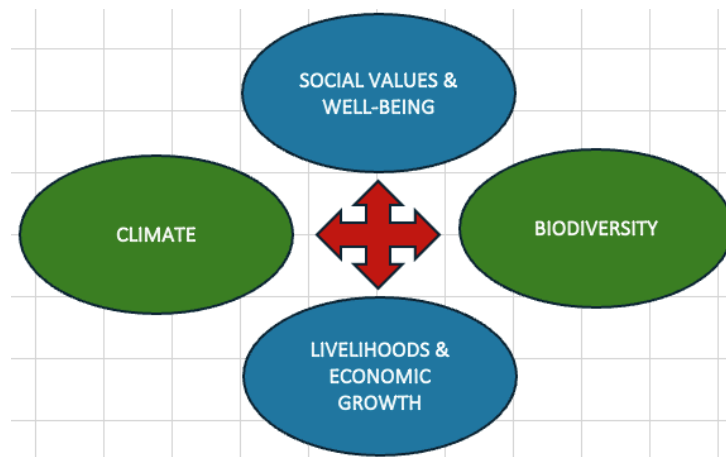 SOCIAL VALUES &
WELL-BEING
CLIMATE
BIODIVERSITY
LIVELIHOODS &
ECONOMIC
GROWTH